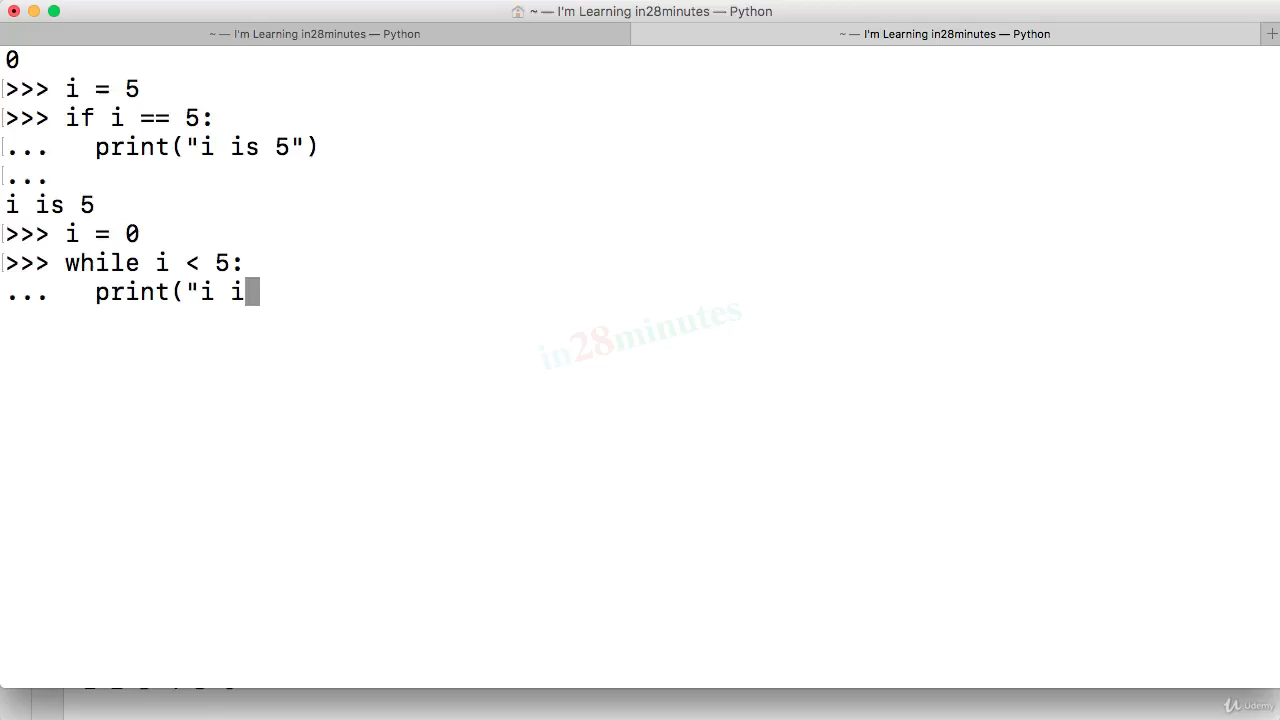 ~ — I'm Learning in28minutes — Python
~ — I'm Learning in28minutes — Python
~ — I'm Learning in28minutes — Python
0
>>> i = 5
>>> if i == 5:
...   print("i is 5")
...
i is 5
>>> i = 0
>>> while i < 5:
...   print("i i
in28minutes
Udemy